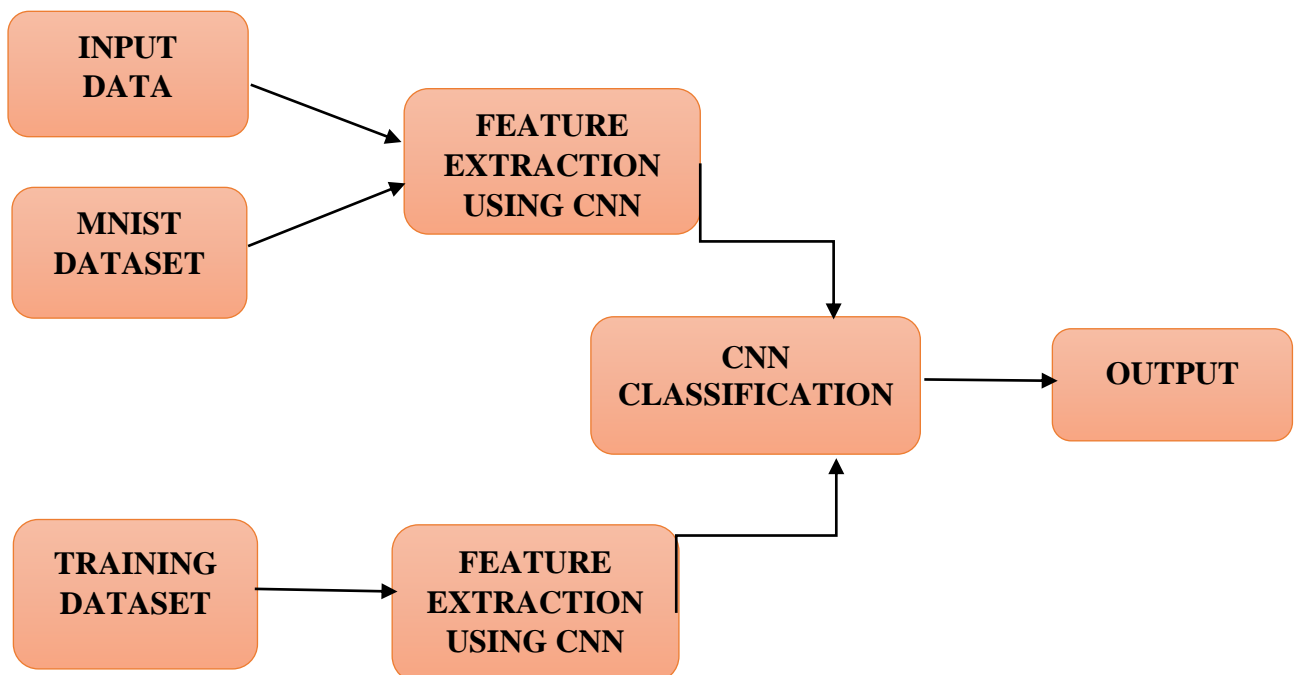 INPUT
DATA
MNIST
DATASET
FEATURE
EXTRACTION
USING CNN
CNN
CLASSIFICATION
OUTPUT
TRAINING
DATASET
FEATURE
EXTRACTION
USING CNN